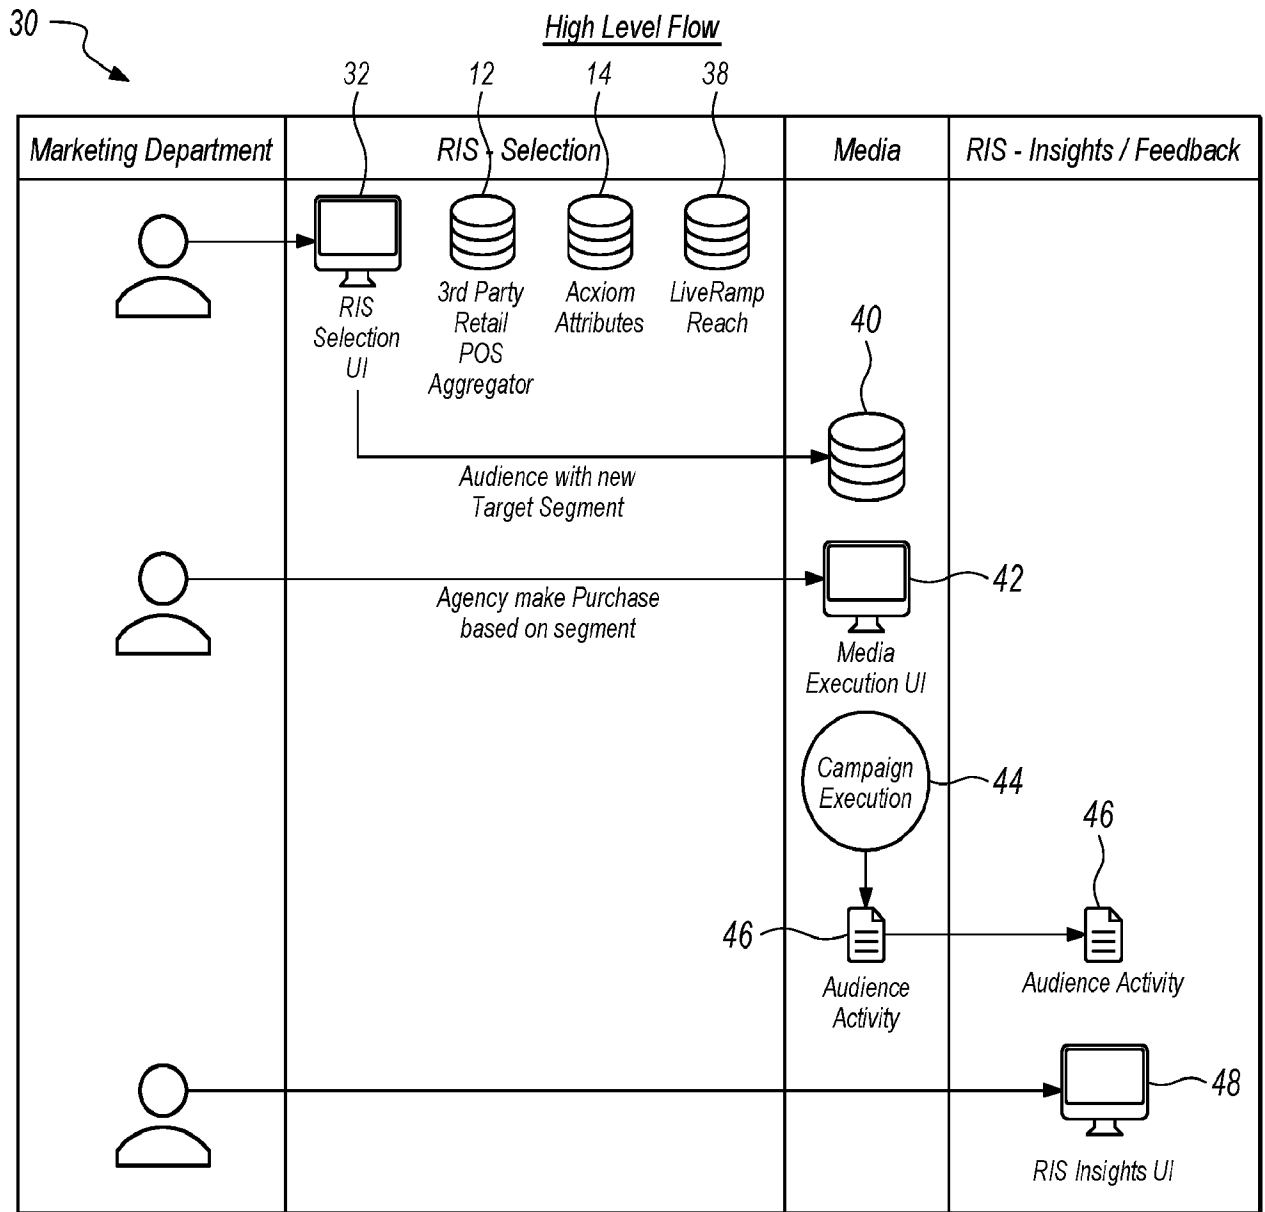 30
High Level Flow
32
12
14
38
Marketing Department
RIS - Selection
Media
RIS - Insights / Feedback
RIS
Selection
UI
3rd Party
Retail
POS
Aggregator
Acxiom
Attributes
LiveRamp
Reach
40
Audience with new
Target Segment
Agency make Purchase
based on segment
42
Media
Execution UI
Campaign
Execution
44
46
46
Audience
Activity
Audience Activity
48
RIS Insights UI